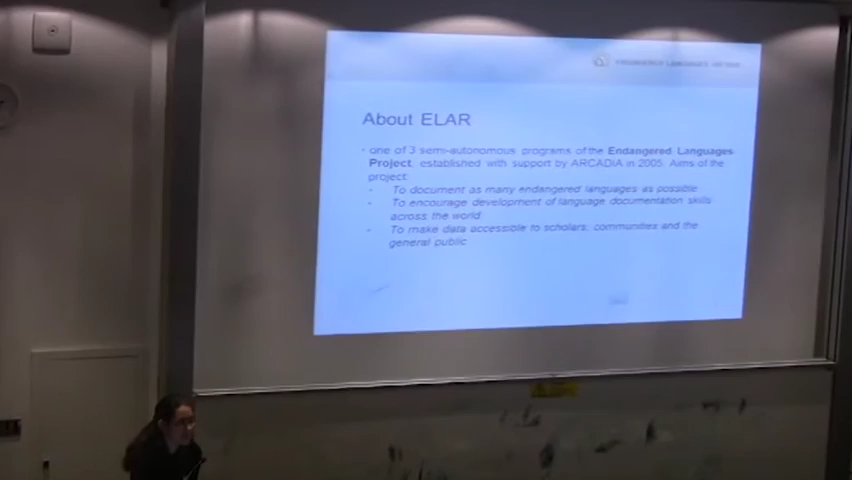 About ELAR
- one of 3 semi-autonomous programs of the Endangered Languages
Project, established with support by ARCADIA in 2005. Aims of the
project:
- To document as many endangered languages as possible
- To encourage development of language documentation skills
across the world
- To make data accessible to scholars, communities and the
general public